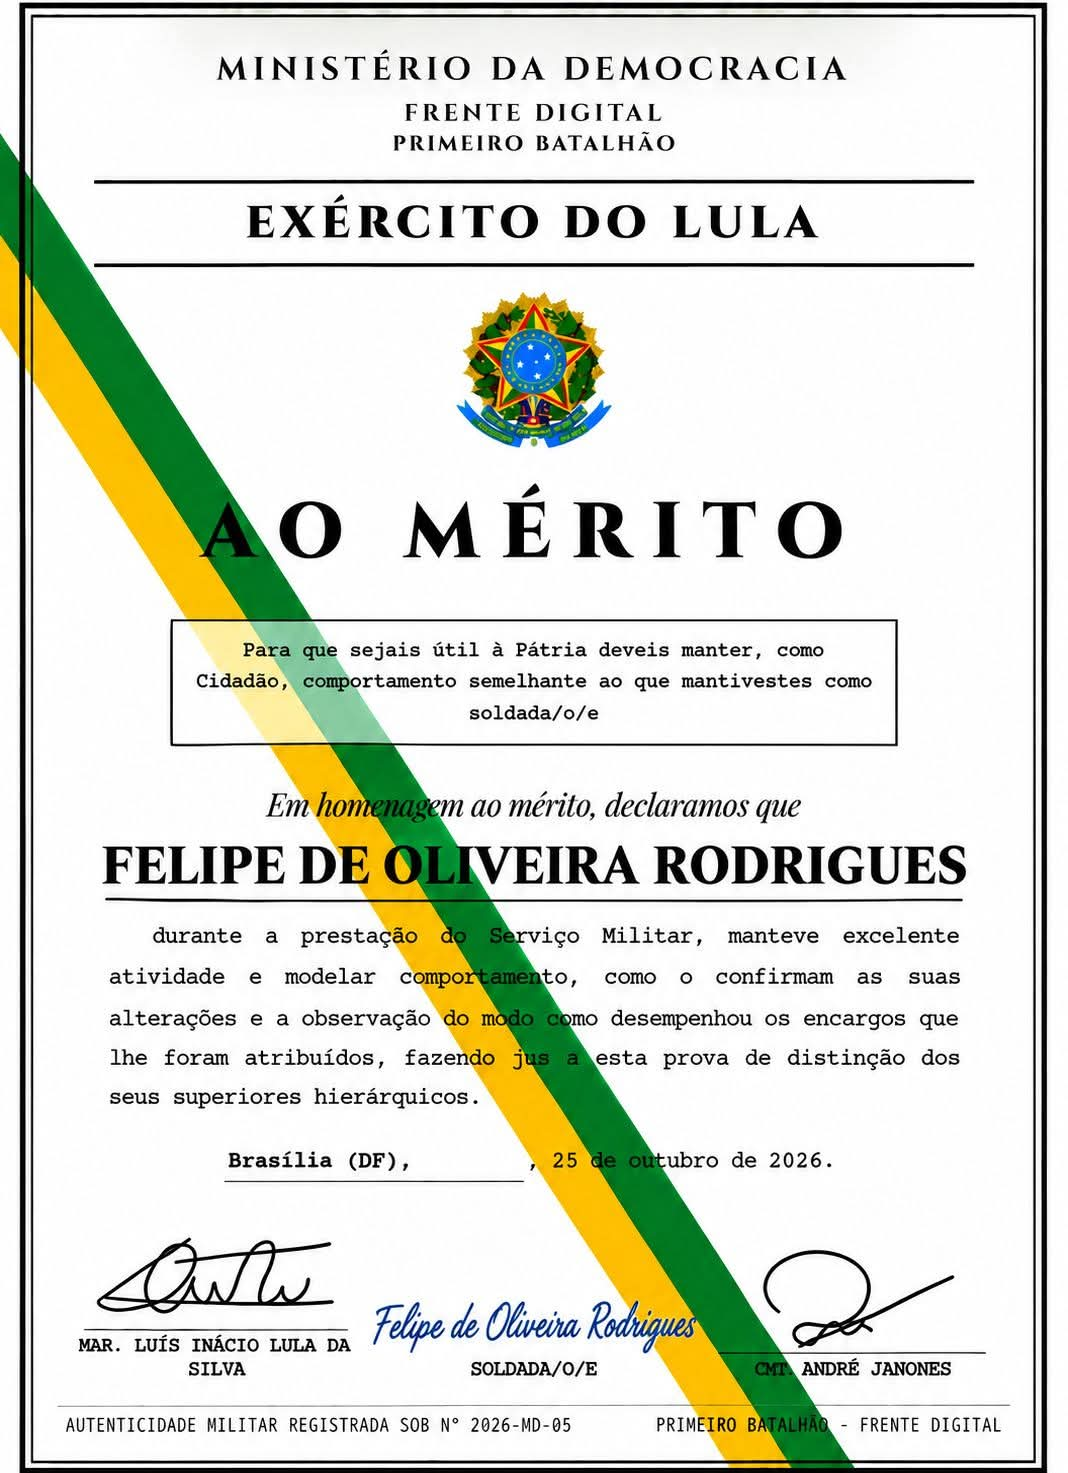 MINISTÉRIO DA DEMOCRACIA
FRENTE DIGITAL
PRIMEIRO BATALHÃO
EXÉRCITO DO LULA
AO MÉRITO
Para que sejais útil à Pátria deveis manter, como
Cidadão, comportamento semelhante ao que mantivestes como
soldada/o/e
Em homenagem ao mérito, declaramos que
FELIPE DE OLIVEIRA RODRIGUES
durante a prestação do Serviço Militar, manteve excelente
atividade e modelar comportamento, como o confirmam as suas
alterações e a observação do modo como desempenhou os encargos que
lhe foram atribuídos, fazendo jus a esta prova de distinção dos
seus superiores hierárquicos.
Brasília (DF), , 25 de outubro de 2026.
Felipe de Oliveira Rodrigues
MAR. LUÍS INÁCIO LULA DA
SILVA
SOLDADA/O/E
CMT. ANDRÉ JANONES
AUTENTICIDADE MILITAR REGISTRADA SOB N° 2026-MD-05
PRIMEIRO BATALHÃO - FRENTE DIGITAL